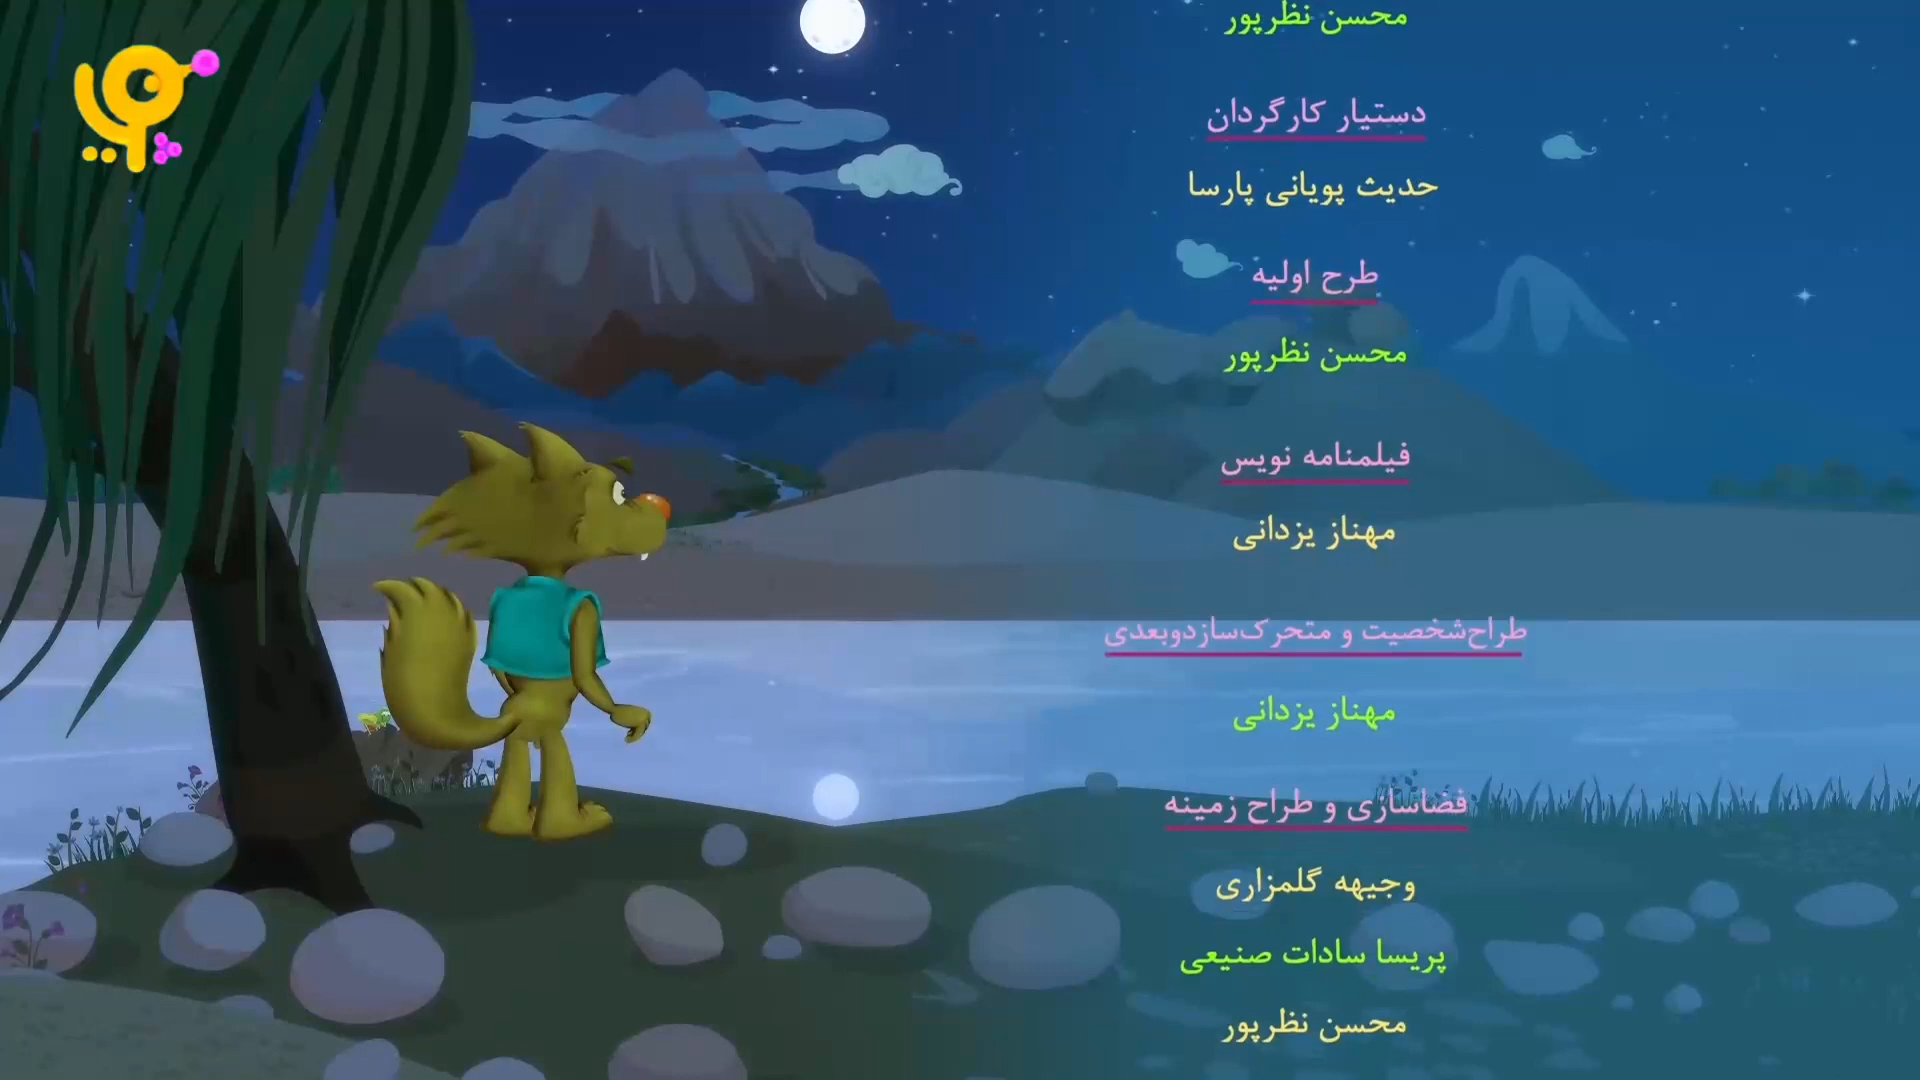 محسن نظرپور
دستیار کارگردان
حدیث پویانی پارسا
طرح اولیه
محسن نظرپور
فیلمنامه نویس
مهناز یزدانی
طراح‌شخصیت و متحرک‌سازدوبعدی
مهناز یزدانی
فضاسازی و طراح زمینه
وجیهه گلمزاری
پریسا سادات صنیعی
محسن نظرپور